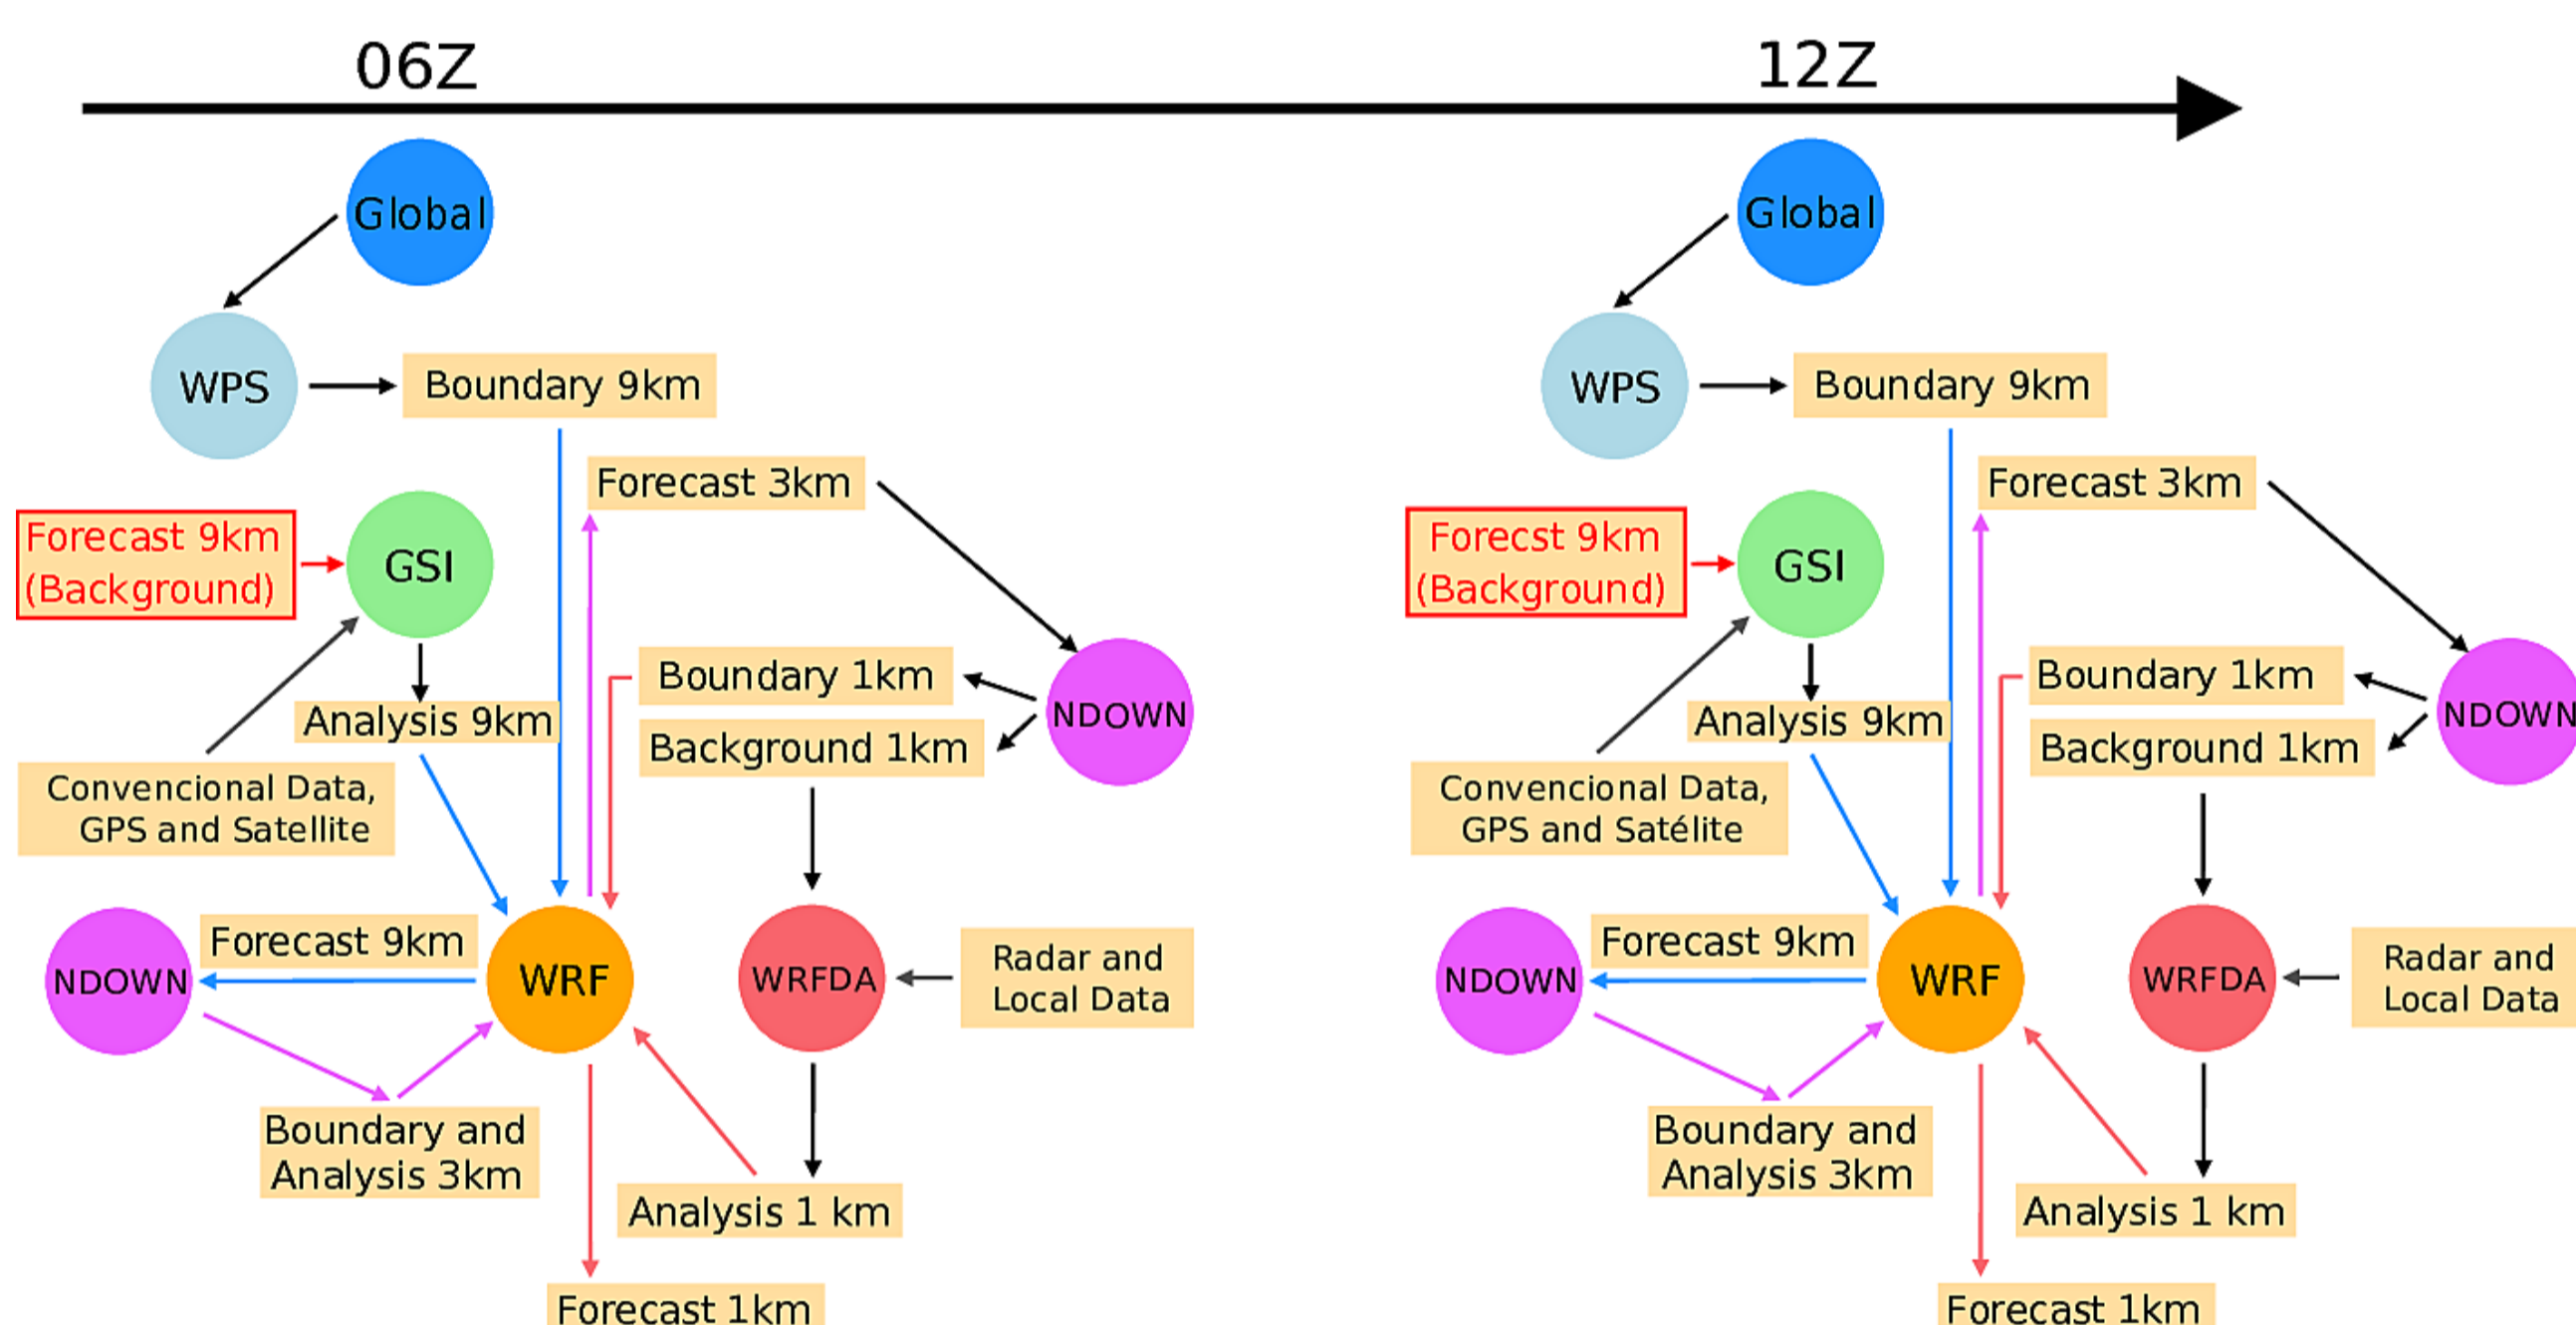 06Z
Global
WPS
Boundary 9km
Forecast 3km
Forecast 9km
(Background)
GSI
Boundary 1km
NDOWN
Analysis 9km
Background 1km
Convencional Data,
GPS and Satellite
Forecast 9km
NDOWN
WRF
WRFDA
Radar and
Local Data
Boundary and
Analysis 3km
Analysis 1 km
Forecast 1km
12Z
Global
WPS
Boundary 9km
Forecast 3km
Forecst 9km
(Background)
GSI
Boundary 1km
NDOWN
Analysis 9km
Background 1km
Convencional Data,
GPS and Satélite
Forecast 9km
NDOWN
WRF
WRFDA
Radar and
Local Data
Boundary and
Analysis 3km
Analysis 1 km
Forecast 1km